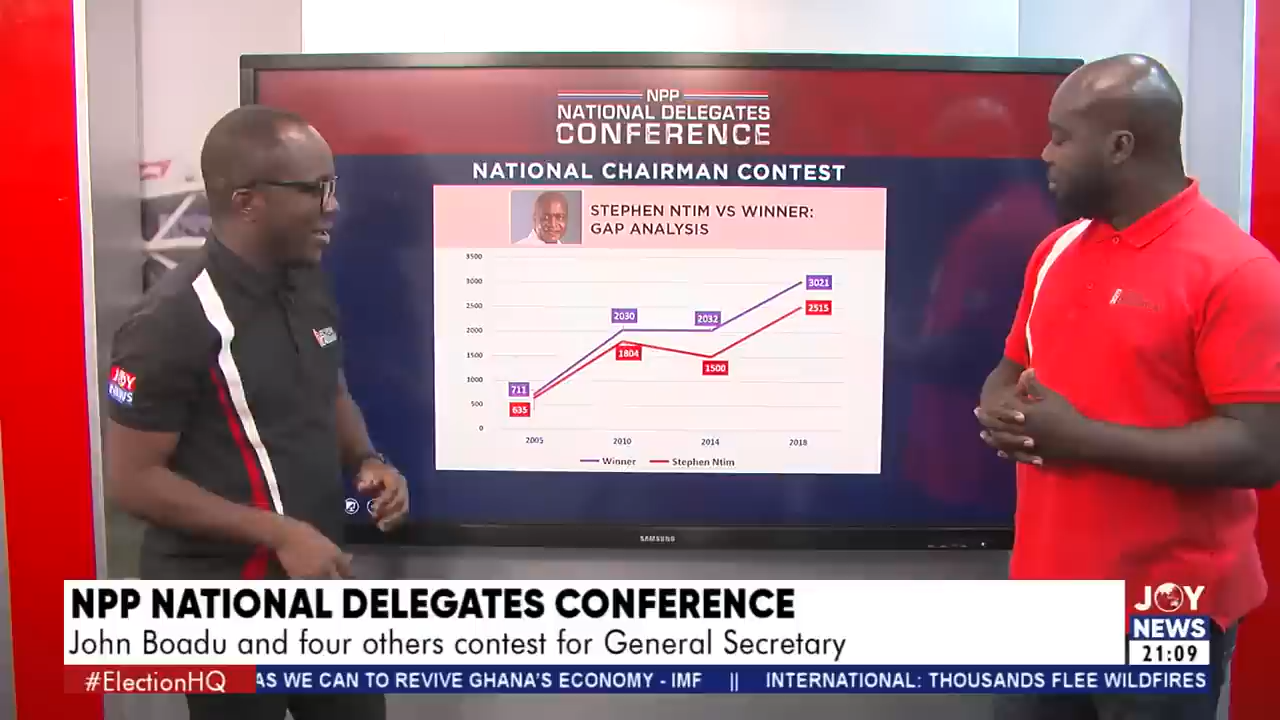 NPP
NATIONAL DELEGATES
CONFERENCE
NATIONAL CHAIRMAN CONTEST
STEPHEN NTIM VS WINNER:
GAP ANALYSIS
3500
3000
2500
2000
1500
1000
500
0
3021
2515
2030
2032
1804
1500
711
635
2005 2010 2014 2018
Winner Stephen Ntim
JOY
NEWS
SAMSUNG
NPP NATIONAL DELEGATES CONFERENCE
John Boadu and four others contest for General Secretary
JOY
NEWS
21:09
#ElectionHQ
AS WE CAN TO REVIVE GHANA'S ECONOMY - IMF || INTERNATIONAL: THOUSANDS FLEE WILDFIRES